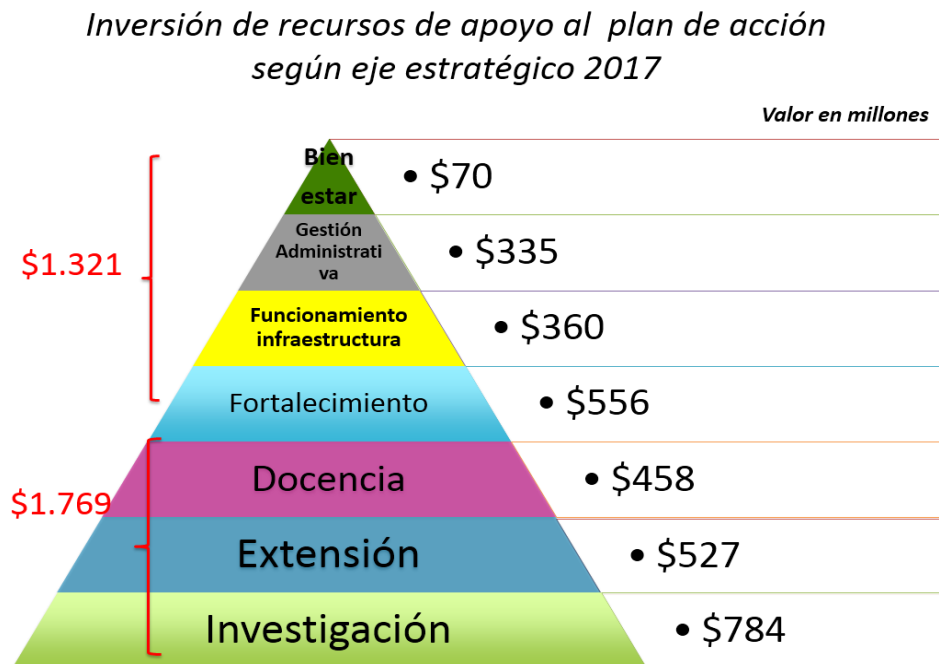 Inversión de recursos de apoyo al plan de acción
según eje estratégico 2017
Valor en millones
Bien
estar
• $70
Gestión
Administrati
va
• $335
$1.321
Funcionamiento
infraestructura
• $360
Fortalecimiento
• $556
Docencia
• $458
$1.769
Extensión
• $527
Investigación
• $784